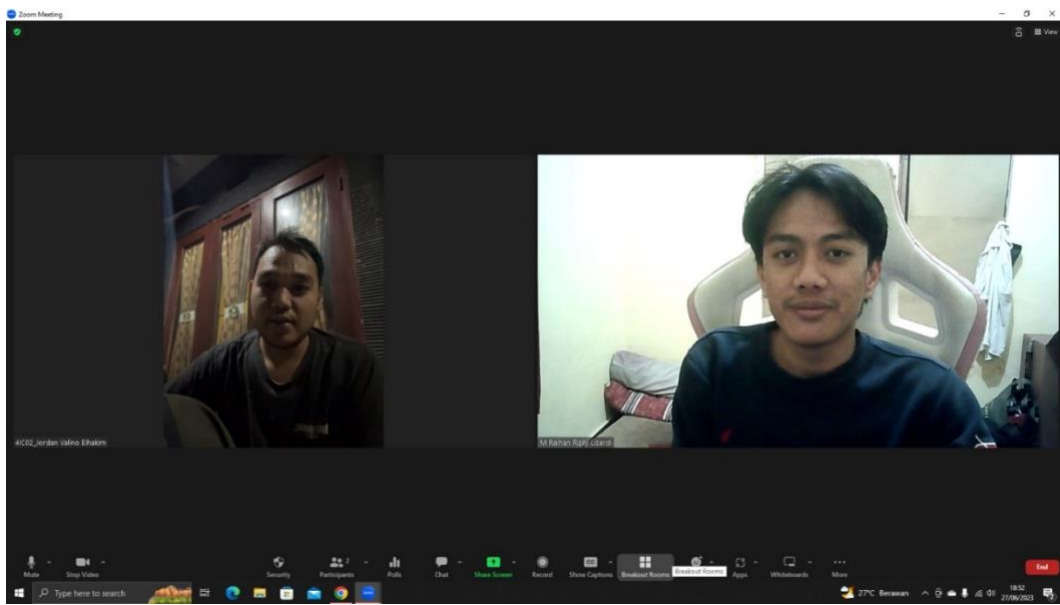 Zoom Meeting
View
4IC02_Jordan Valino Elhakim
M Raihan Rizky Lizardi
2
Mute
Stop Video
Security
Participants
Polls
Chat
Share Screen
Record
Show Captions
Breakout Rooms
Breakout Rooms
Apps
Whiteboards
More
End
Type here to search
27°C Berawan
18:52
27/06/2023